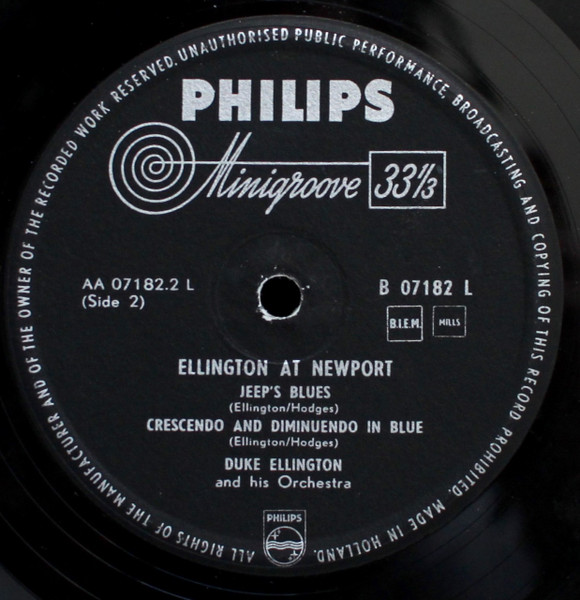 ALL RIGHTS OF THE MANUFACTURER AND OF THE OWNER OF THE RECORDED WORK RESERVED. UNAUTHORISED PUBLIC PERFORMANCE, BROADCASTING AND COPYING OF THIS RECORD PROHIBITED. MADE IN HOLLAND.
PHILIPS
Minigroove 33 1/3
AA 07182.2 L
(Side 2)
B 07182 L
B.I.E.M. MILLS
ELLINGTON AT NEWPORT
JEEP'S BLUES
(Ellington/Hodges)
CRESCENDO AND DIMINUENDO IN BLUE
(Ellington/Hodges)
DUKE ELLINGTON
and his Orchestra
PHILIPS